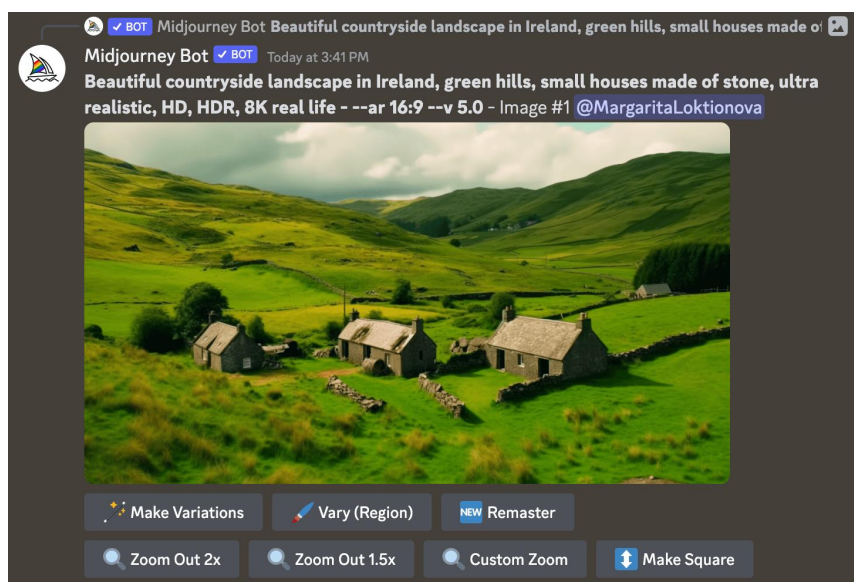 BOT Midjourney Bot Beautiful countryside landscape in Ireland, green hills, small houses made of
Midjourney Bot BOT Today at 3:41 PM
Beautiful countryside landscape in Ireland, green hills, small houses made of stone, ultra
realistic, HD, HDR, 8K real life - --ar 16:9 --v 5.0 - Image #1 @MargaritaLoktionova
Make Variations Vary (Region) NEW Remaster
Zoom Out 2x Zoom Out 1.5x Custom Zoom Make Square